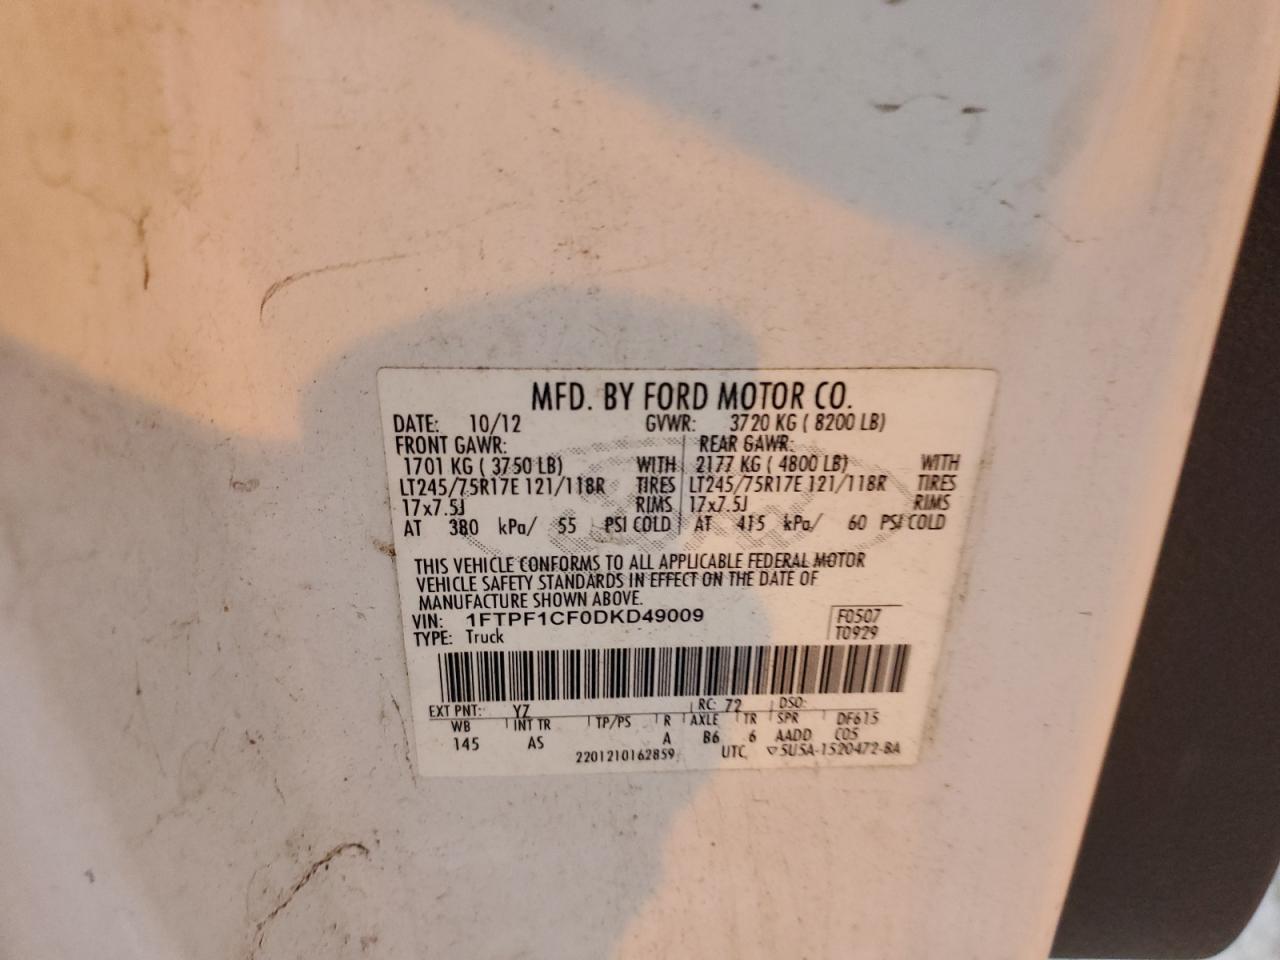 MFD. BY FORD MOTOR CO.
DATE: 10/12 GVWR: 3720 KG ( 8200 LB)
FRONT GAWR: REAR GAWR:
1701 KG ( 3750 LB) WITH 2177 KG ( 4800 LB) WITH
LT245/75R17E 121/118R TIRES LT245/75R17E 121/118R TIRES
17x7.5J RIMS 17x7.5J RIMS
AT 380 kPa/ 55 PSI COLD AT 415 kPa/ 60 PSI COLD
THIS VEHICLE CONFORMS TO ALL APPLICABLE FEDERAL MOTOR
VEHICLE SAFETY STANDARDS IN EFFECT ON THE DATE OF
MANUFACTURE SHOWN ABOVE.
VIN: 1FTPF1CF0DKD49009 F0507
TYPE: Truck T0929
EXT PNT: YZ RC: 72 DSO:
WB INT TR TP/PS R AXLE TR SPR DF615
145 AS A B6 6 AADD C05
2201210162859 UTC ▽5U5A-1520472-BA